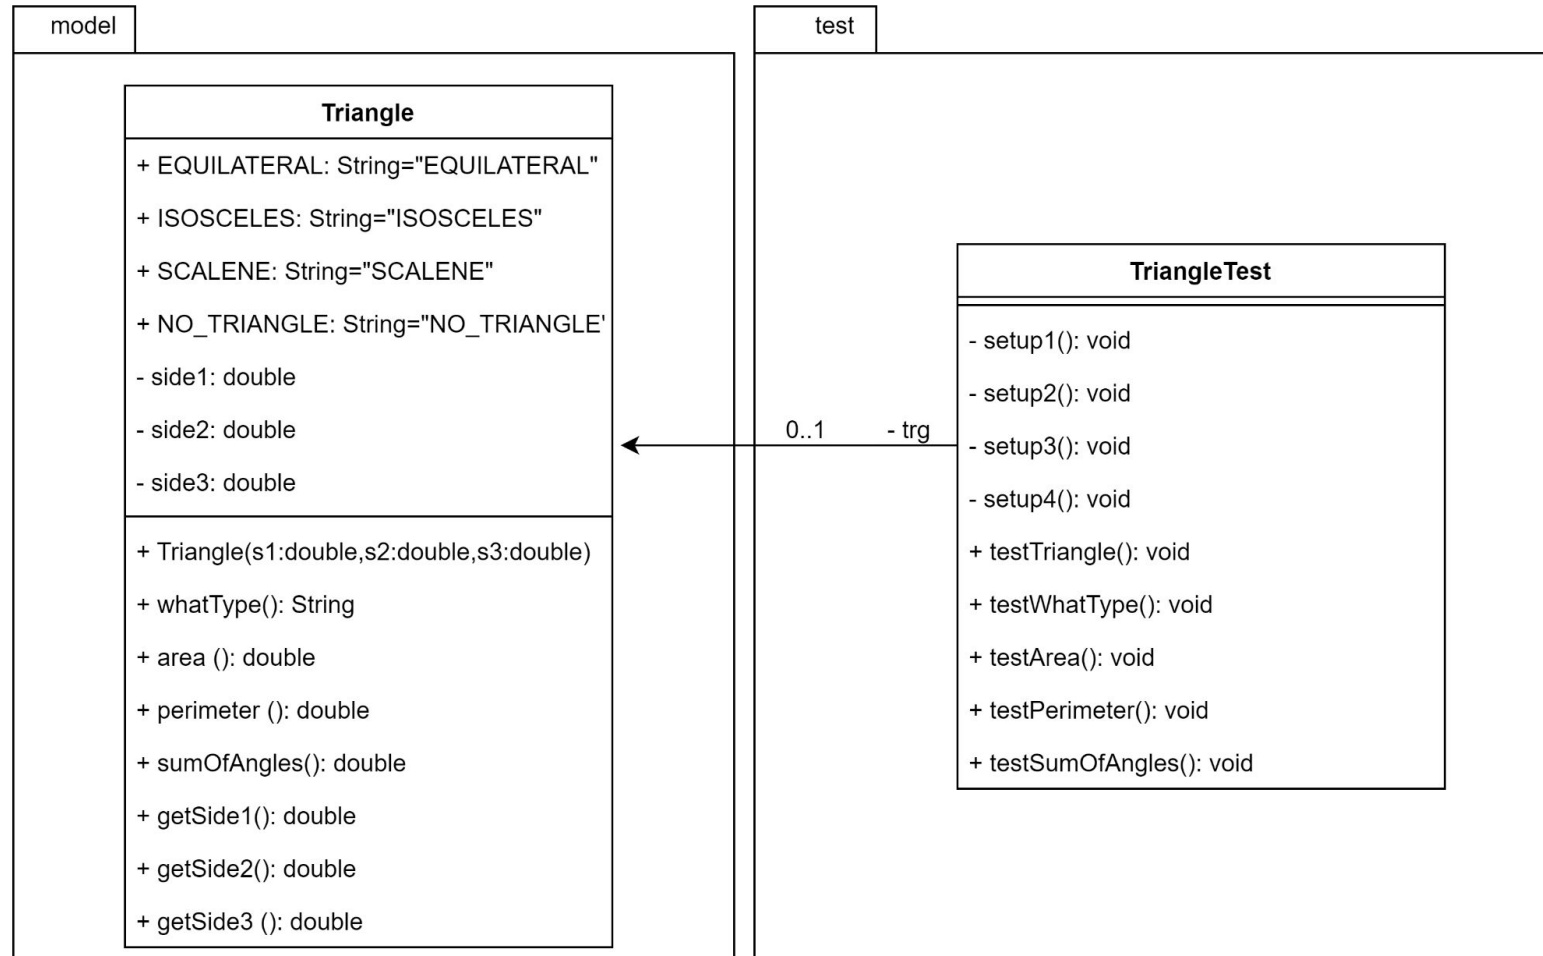 model
Triangle
+ EQUILATERAL: String="EQUILATERAL"
+ ISOSCELES: String="ISOSCELES"
+ SCALENE: String="SCALENE"
+ NO_TRIANGLE: String="NO_TRIANGLE'
- side1: double
- side2: double
- side3: double
+ Triangle(s1:double,s2:double,s3:double)
+ whatType(): String
+ area (): double
+ perimeter (): double
+ sumOfAngles(): double
+ getSide1(): double
+ getSide2(): double
+ getSide3 (): double
0..1
- trg
test
TriangleTest
- setup1(): void
- setup2(): void
- setup3(): void
- setup4(): void
+ testTriangle(): void
+ testWhatType(): void
+ testArea(): void
+ testPerimeter(): void
+ testSumOfAngles(): void